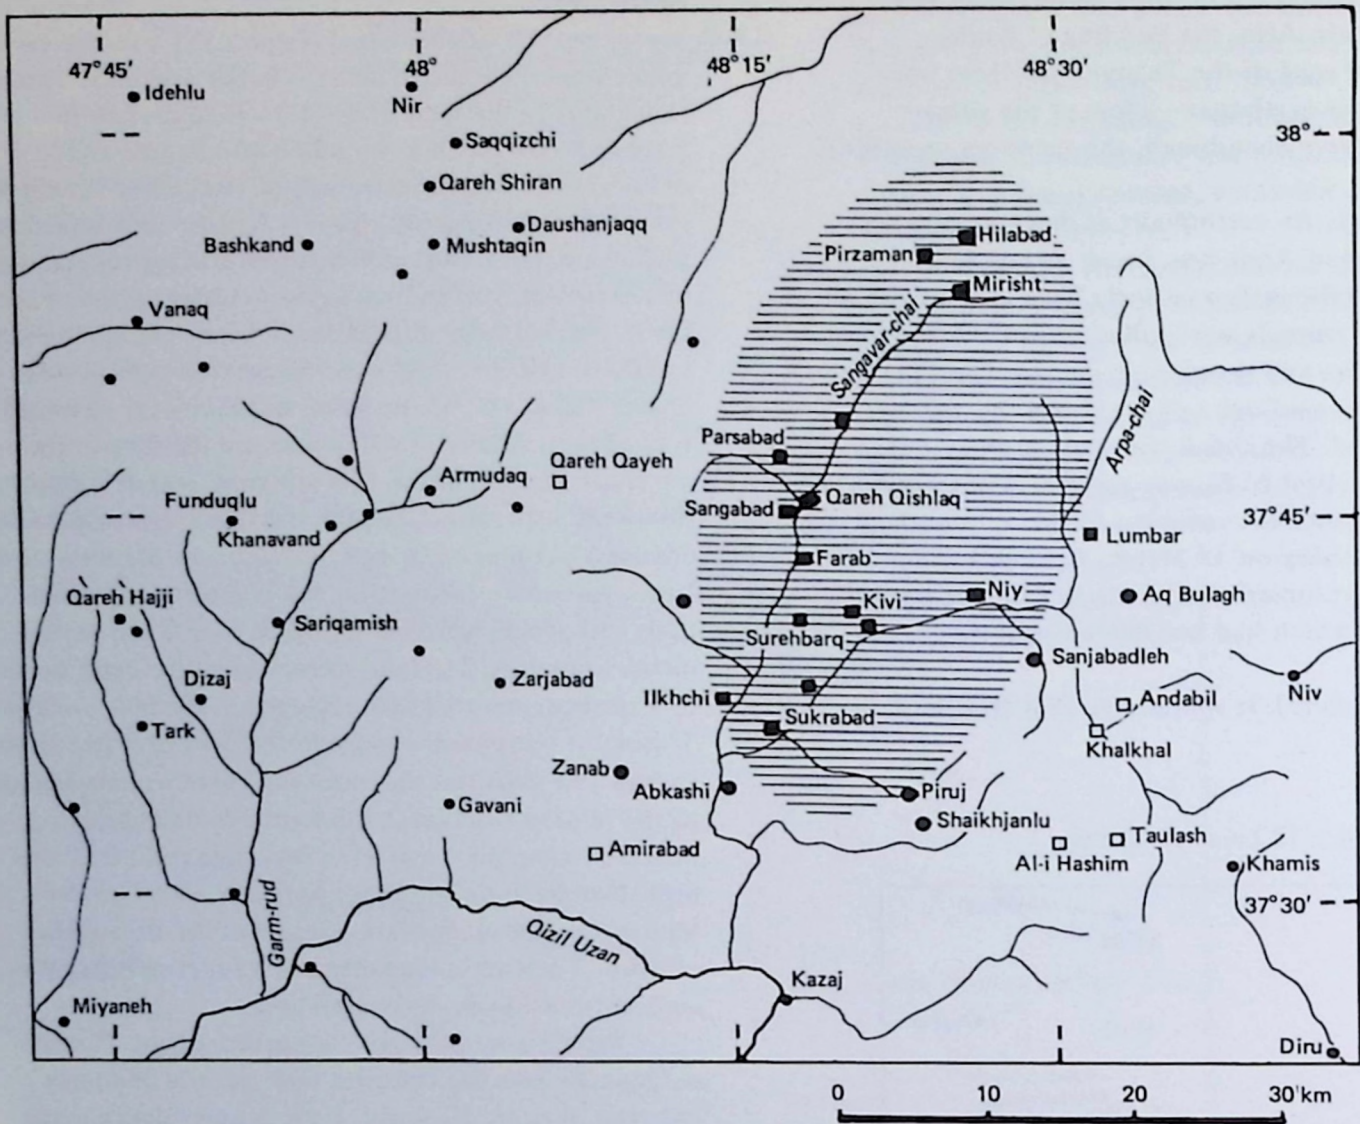 47°45′
48°
48°15′
48°30′
Idehlu
Nir
38°
Saqqizchi
Qareh Shiran
Daushanjaqq
Bashkand
Mushtaqin
Hilabad
Pirzaman
Mirisht
Vanaq
Sangavar-chai
Arpa-chai
Parsabad
Qareh Qayeh
Armudaq
Funduqlu
Qareh Qishlaq
Sangabad
37°45′
Khanavand
Lumbar
Farab
Qareh Hajji
Niy
Aq Bulagh
Kivi
Sariqamish
Surehbarq
Sanjabadleh
Dizaj
Zarjabad
Ilkhchi
Andabil
Niv
Tark
Sukrabad
Khalkhal
Zanab
Abkashi
Piruj
Gavani
Shaikhjanlu
Amirabad
Taulash
Al-i Hashim
Khamis
37°30′
Garm-rud
Qizil Uzan
Kazaj
Miyaneh
Diru
0 10 20 30 km